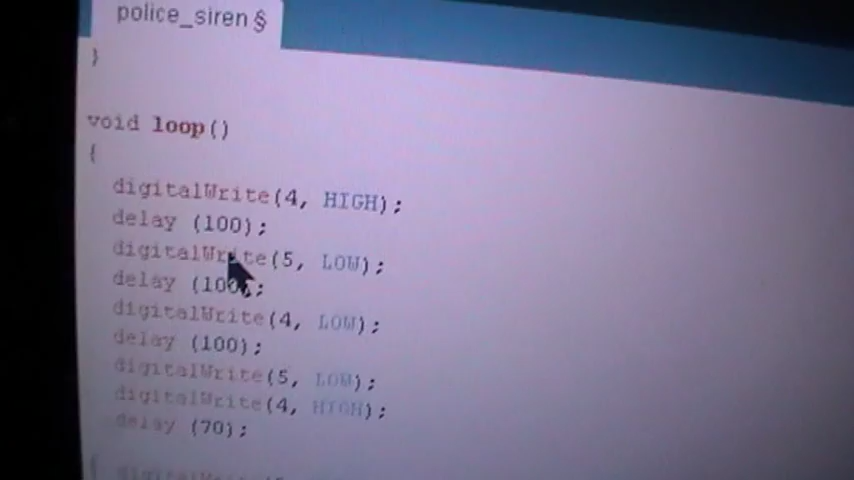 police_siren §
}
void loop()
{
digitalWrite(4, HIGH);
delay (100);
digitalWrite(5, LOW);
delay (100);
digitalWrite(4, LOW);
delay (100);
digitalWrite(5, LOW);
digitalWrite(4, HIGH);
delay (70);
{ digitalWrite(